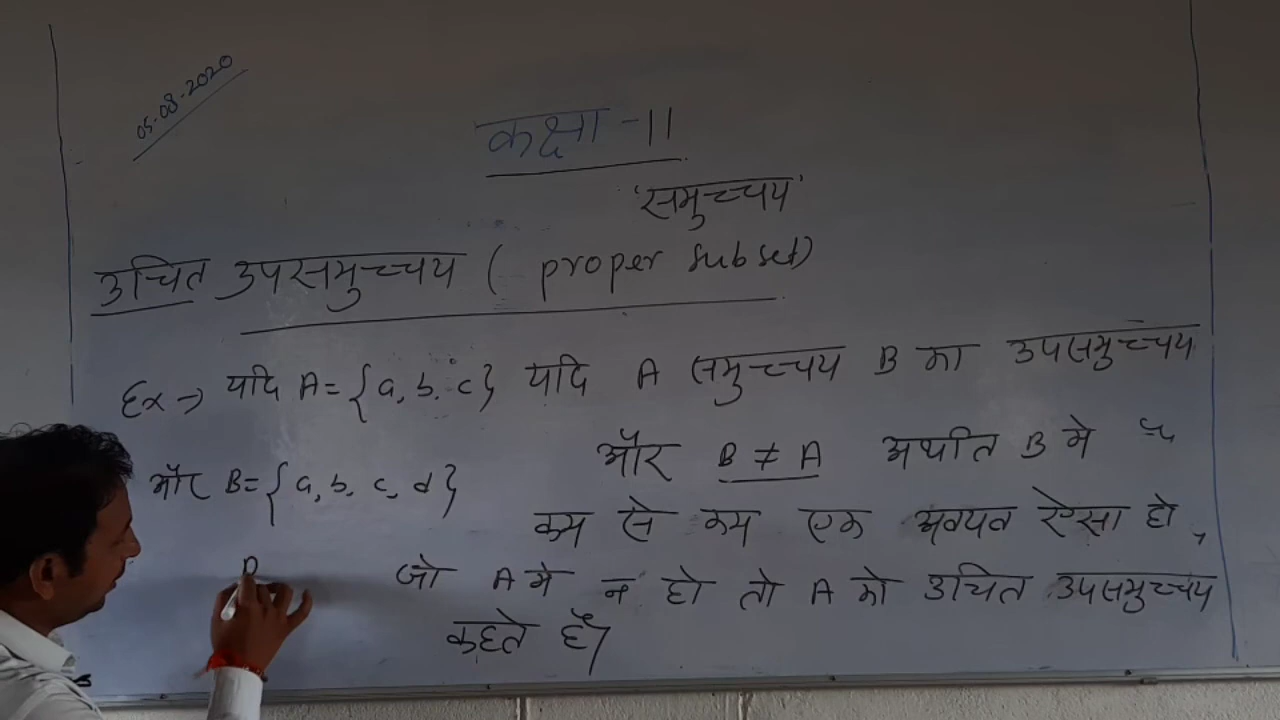 05-08-2020
कक्षा -11
'समुच्चय'
उचित उपसमुच्चय ( proper subset)
Ex → यदि A = {a, b, c} यदि A समुच्चय B का उपसमुच्चय
है
और B = {a, b, c, d} और B ≠ A अर्थात B मे
कम से कम एक अवयव ऐसा हो,
जो A मे न हो तो A को उचित उपसमुच्चय
कहते है